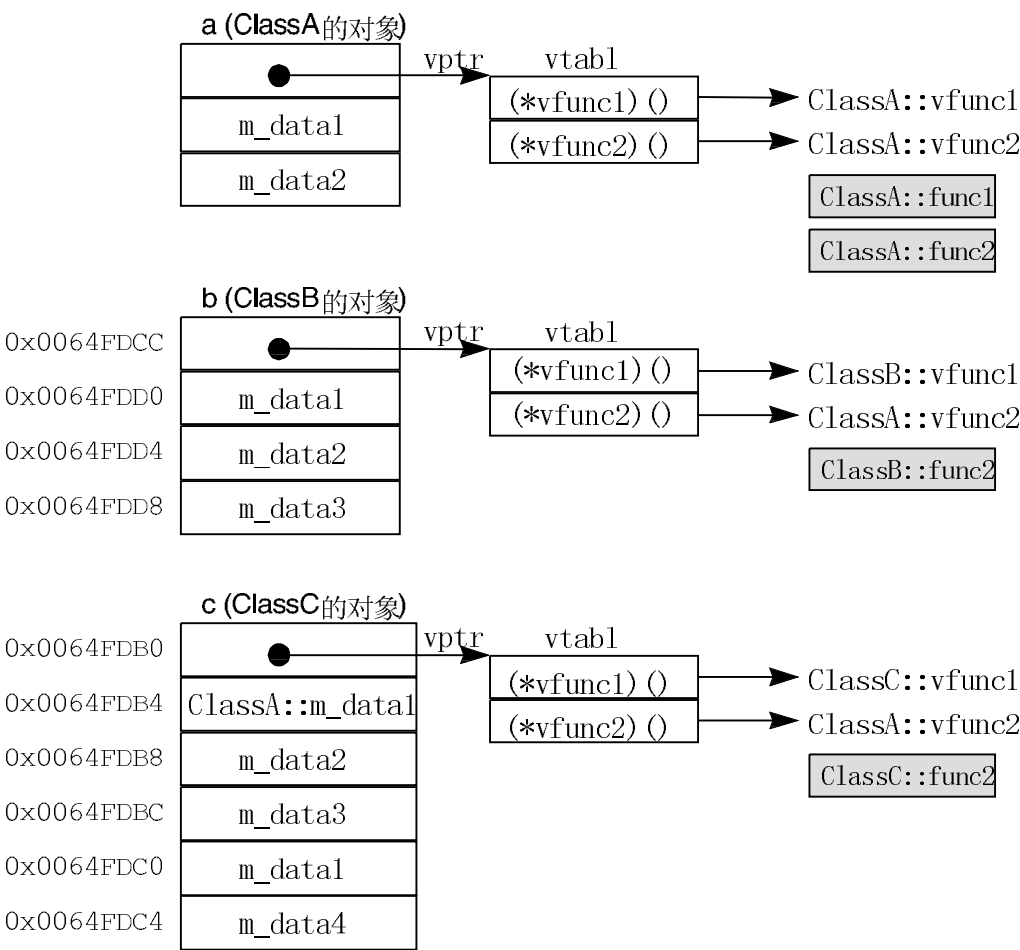 a (ClassA的对象)
vptr
vtabl
(*vfunc1)()
ClassA::vfunc1
m_data1
(*vfunc2)()
ClassA::vfunc2
m_data2
ClassA::func1
ClassA::func2
b (ClassB的对象)
0x0064FDCC
vptr
vtabl
(*vfunc1)()
ClassB::vfunc1
0x0064FDD0
m_data1
(*vfunc2)()
ClassA::vfunc2
0x0064FDD4
m_data2
ClassB::func2
0x0064FDD8
m_data3
c (ClassC的对象)
0x0064FDB0
vptr
vtabl
(*vfunc1)()
ClassC::vfunc1
0x0064FDB4
ClassA::m_data1
(*vfunc2)()
ClassA::vfunc2
0x0064FDB8
m_data2
ClassC::func2
0x0064FDBC
m_data3
0x0064FDC0
m_data1
0x0064FDC4
m_data4